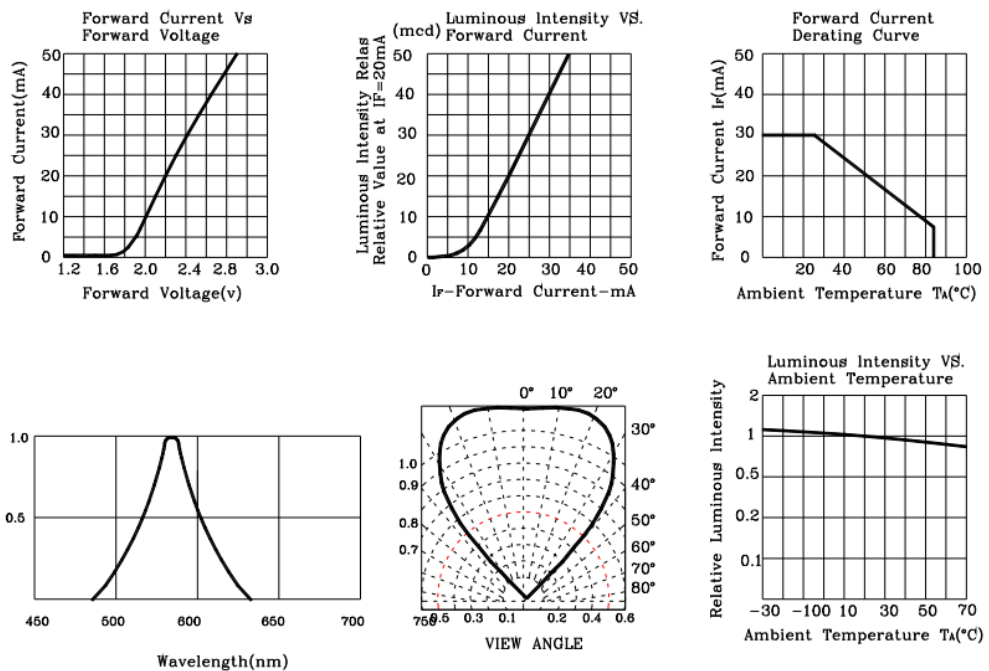 Forward Current Vs
Forward Voltage
Forward Current(mA)
50
40
30
20
10
0
1.2 1.6 2.0 2.4 2.8 3.0
Forward Voltage(v)
(mcd)
Luminous Intensity VS.
Forward Current
Luminous Intensity Relas
Relative Value at IF=20mA
50
40
30
20
10
0
0 10 20 30 40 50
IF-Forward Current-mA
Forward Current
Derating Curve
Forward Current IF(mA)
50
40
30
20
10
0
20 40 60 80 100
Ambient Temperature TA(°C)
1.0
0.5
450 500 600 650 700
Wavelength(nm)
0° 10° 20°
30°
40°
50°
60°
70°
80°
1.0
0.9
0.8
0.7
0.3 0.1 0.2 0.4 0.6
VIEW ANGLE
Luminous Intensity VS.
Ambient Temperature
Relative Luminous Intensity
2
1
0.5
0.2
0.1
-30 -100 10 30 50 70
Ambient Temperature TA(°C)